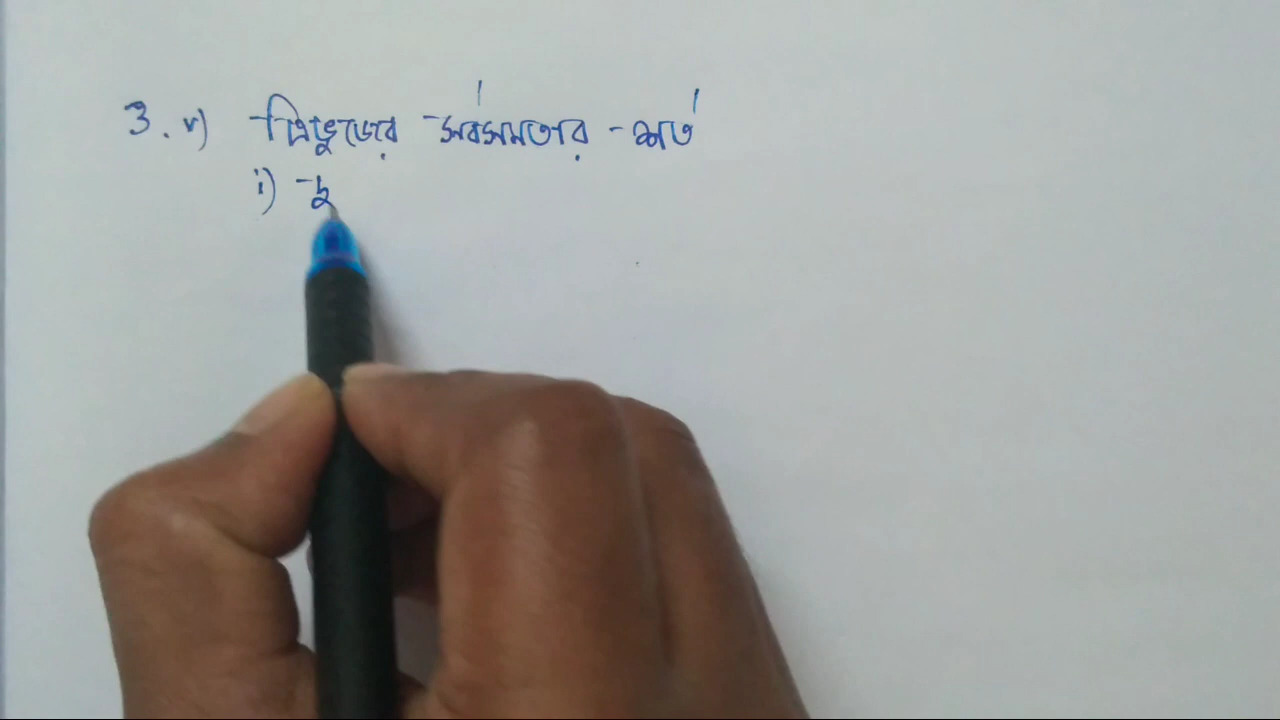 3. v) ত্রিভুজের সর্বসমতার শর্ত
i)